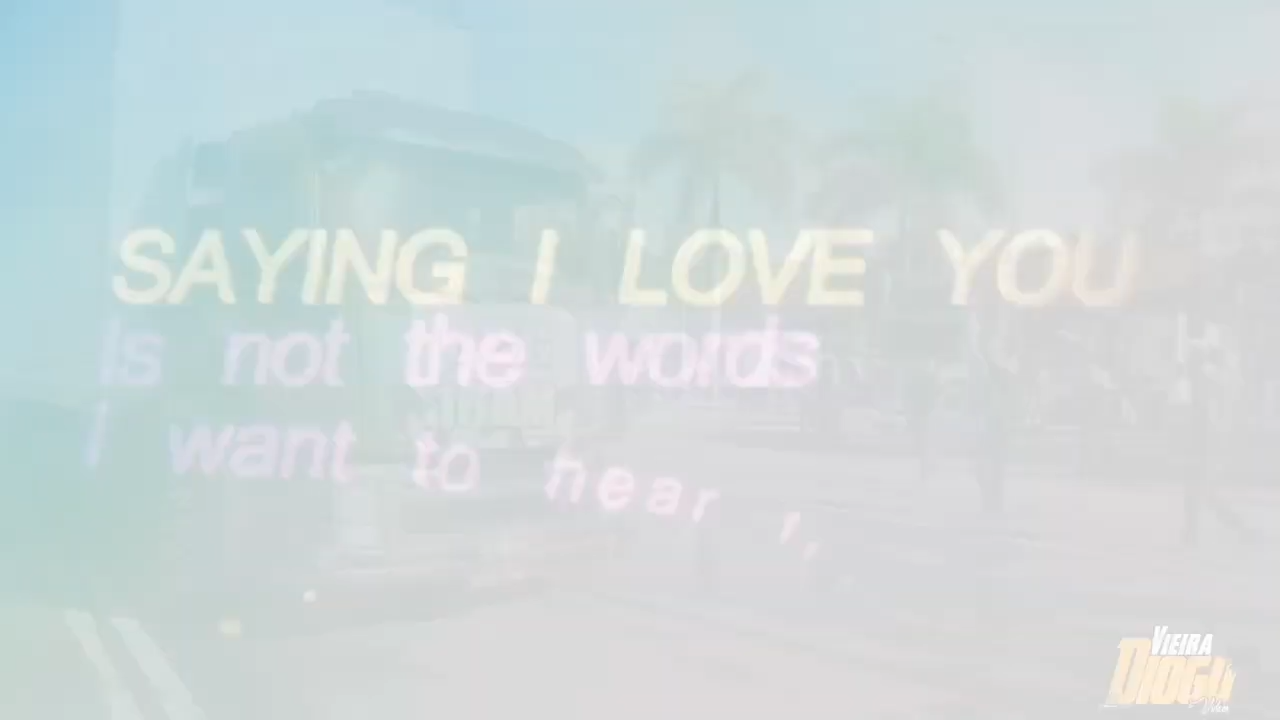 SAYING I LOVE YOU
Is not the words
I want to hear
VIEIRA
DIOGO